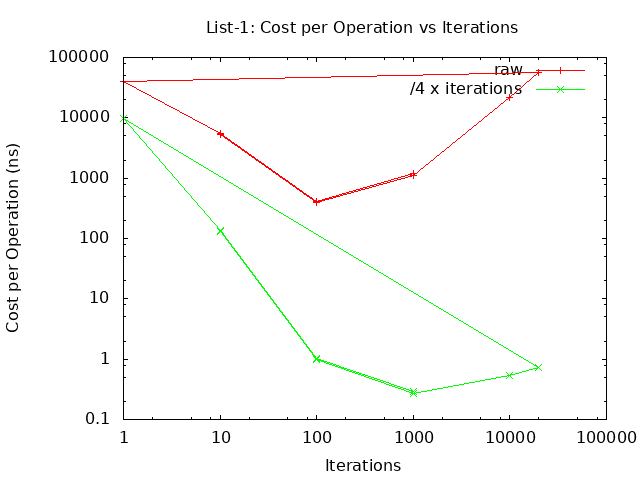 List-1: Cost per Operation vs Iterations
100000
10000
1000
100
10
1
0.1
Cost per Operation (ns)
raw
/4 x iterations
1 10 100 1000 10000 100000
Iterations